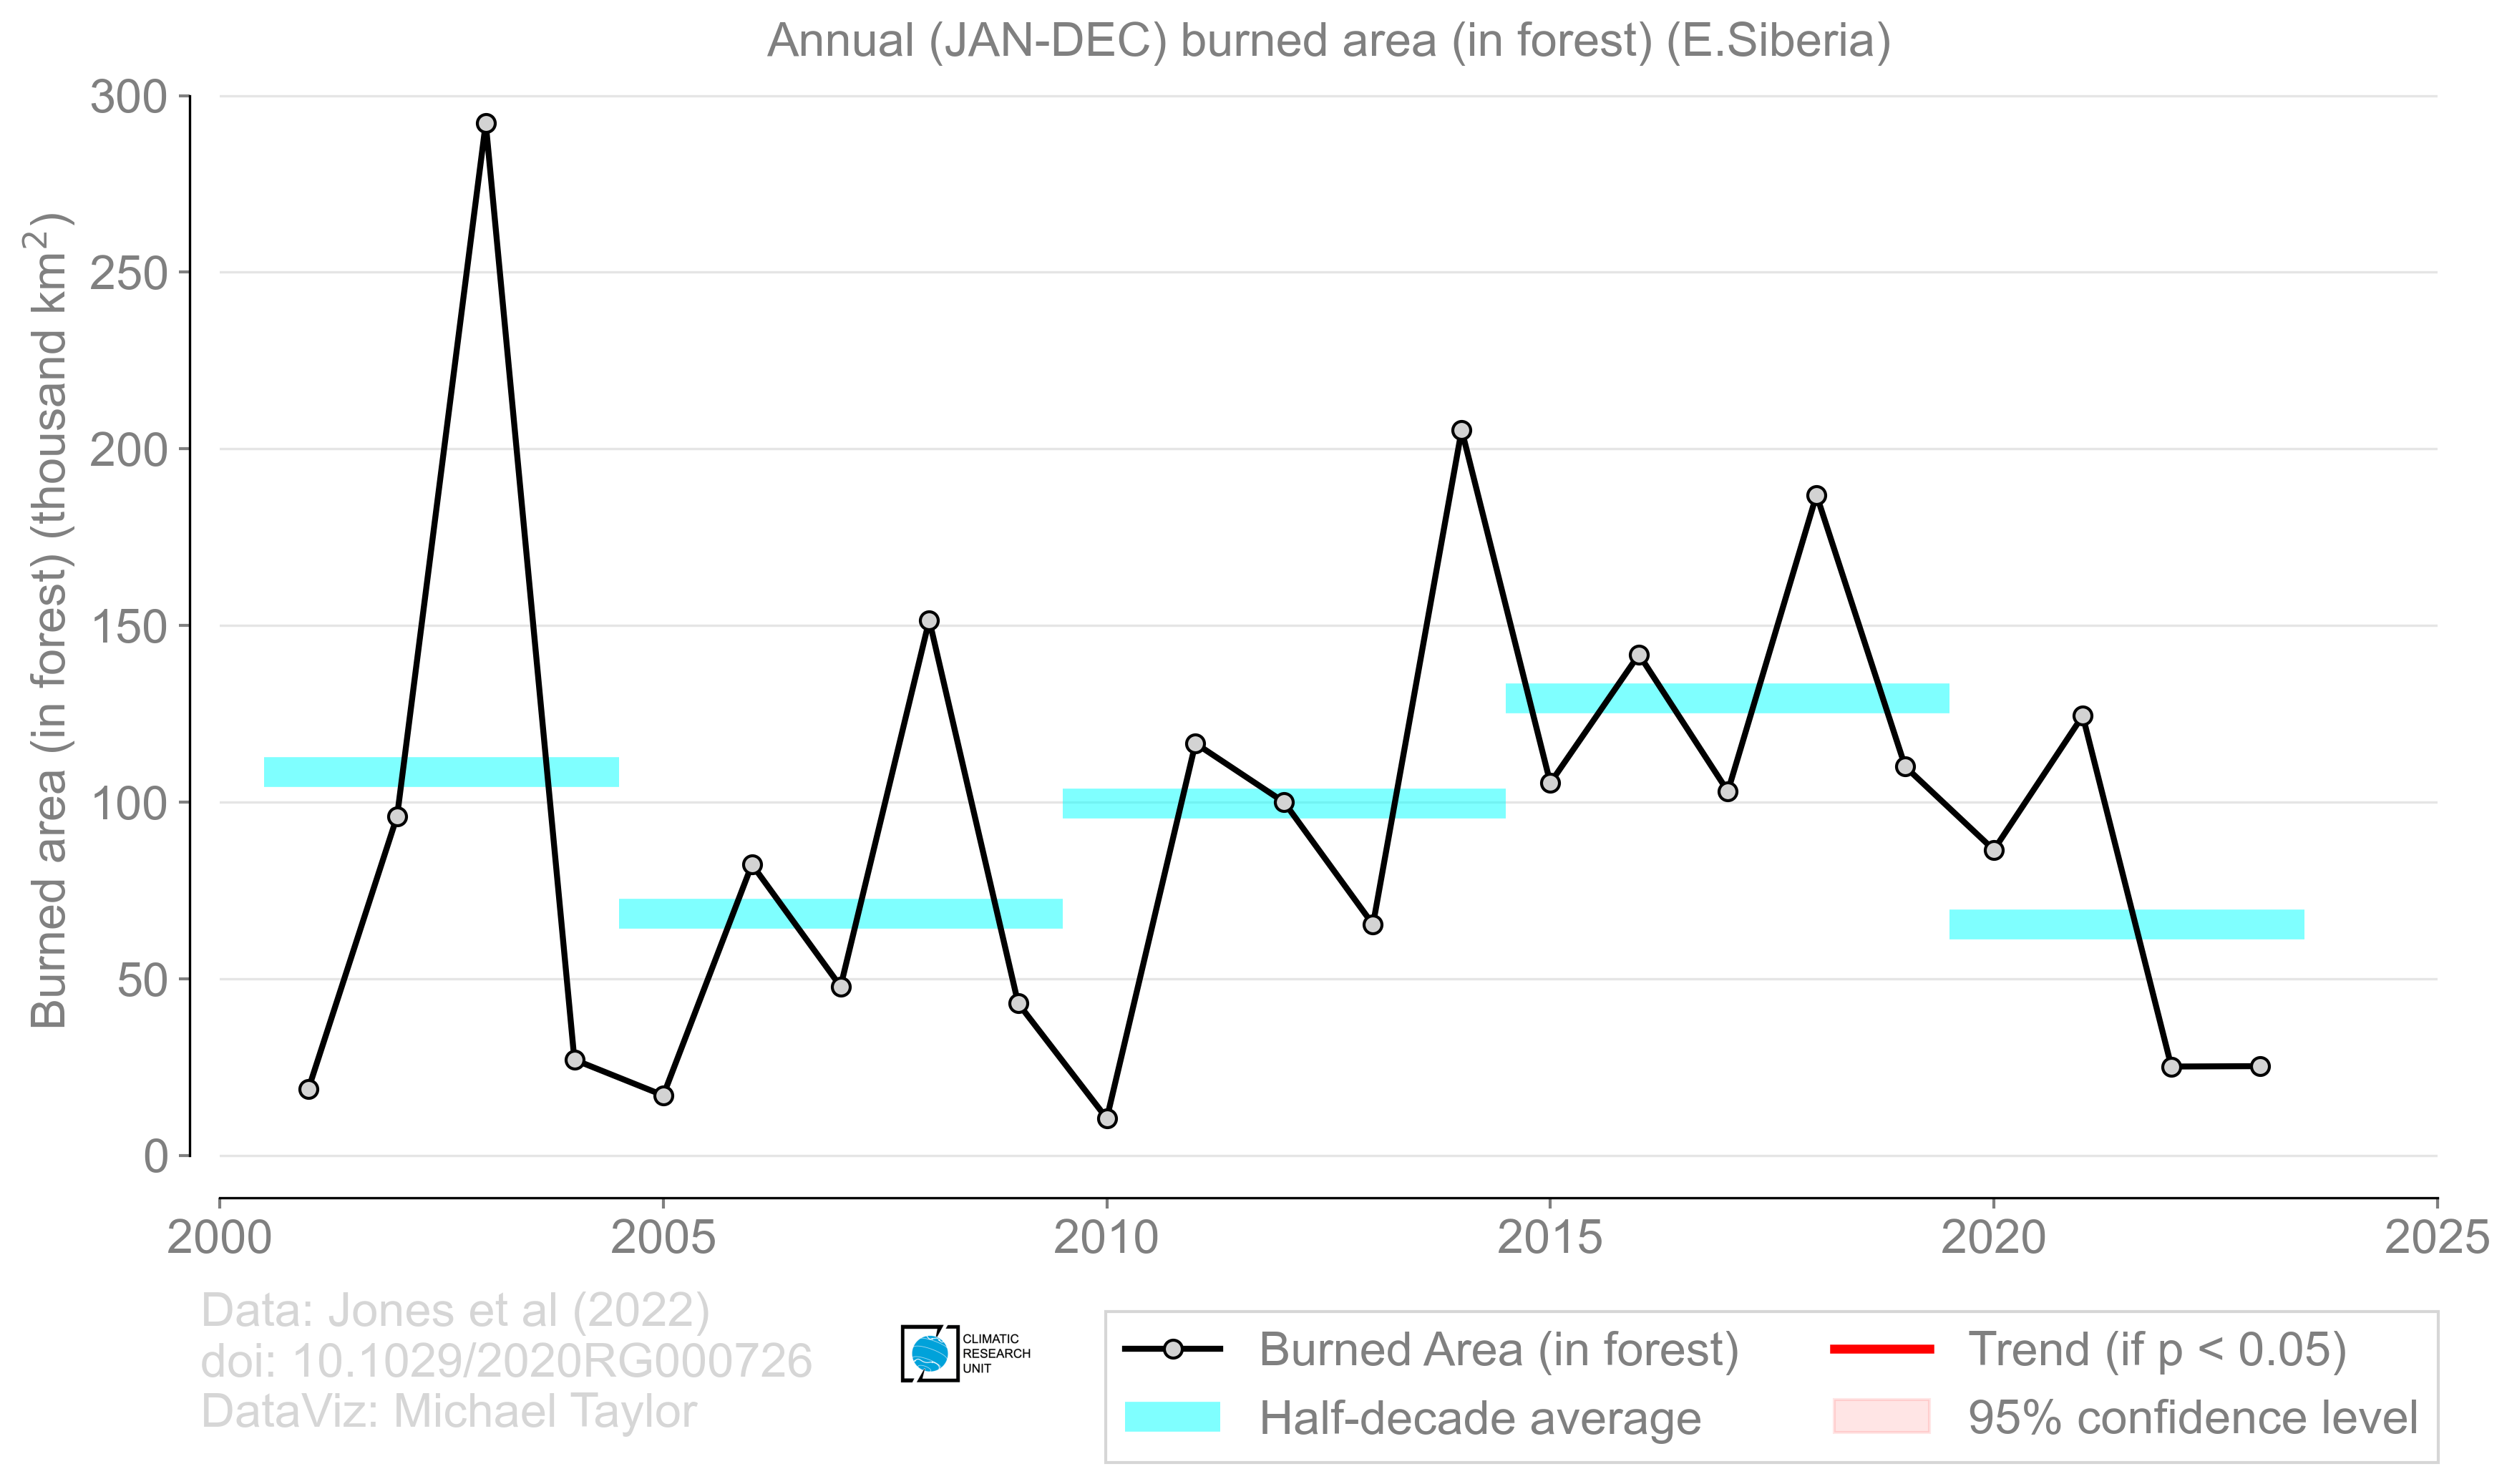 Annual (JAN-DEC) burned area (in forest) (E.Siberia)
Burned area (in forest) (thousand km²)
300
250
200
150
100
50
0
2000 2005 2010 2015 2020 2025
Data: Jones et al (2022)
doi: 10.1029/2020RG000726
DataViz: Michael Taylor
CLIMATIC
RESEARCH
UNIT
Burned Area (in forest)
Half-decade average
Trend (if p < 0.05)
95% confidence level